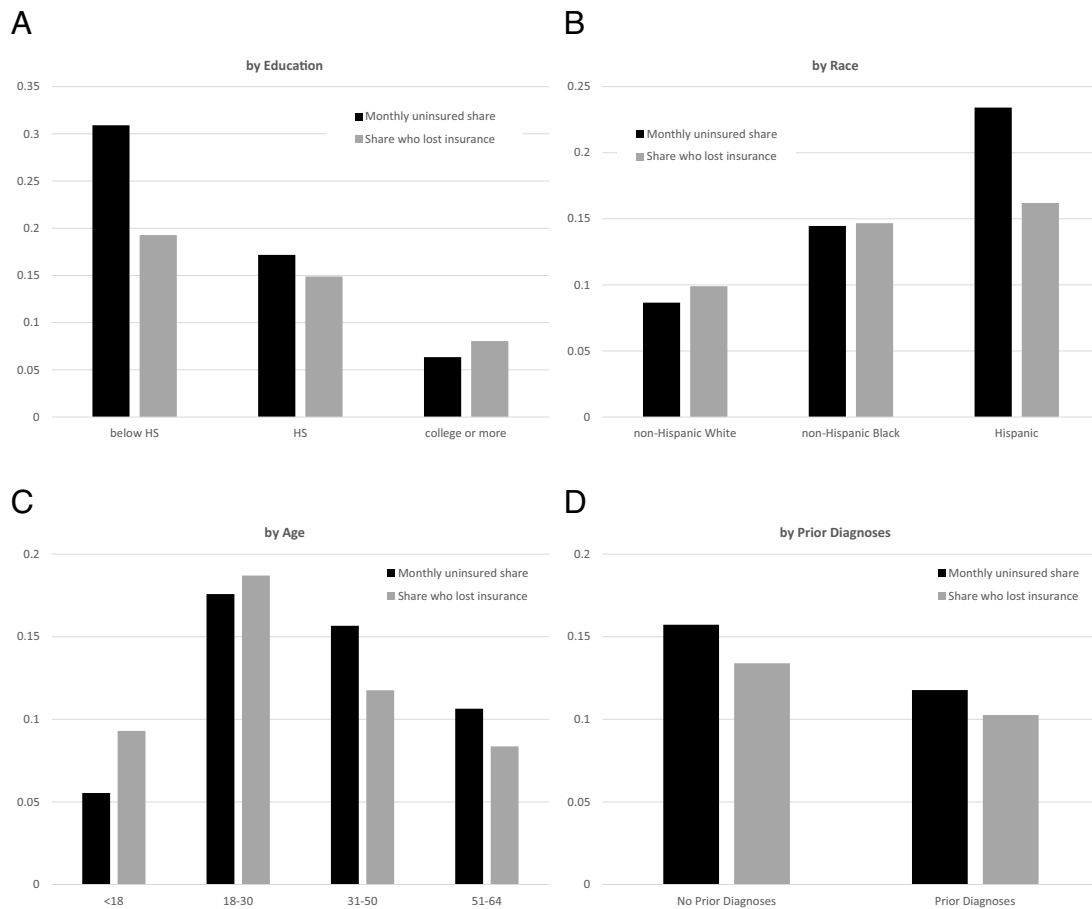 A
by Education
0.35
0.3
0.25
0.2
0.15
0.1
0.05
0
Monthly uninsured share
Share who lost insurance
below HS
HS
college or more
B
by Race
0.25
0.2
0.15
0.1
0.05
0
Monthly uninsured share
Share who lost insurance
non-Hispanic White
non-Hispanic Black
Hispanic
C
by Age
0.2
0.15
0.1
0.05
0
Monthly uninsured share
Share who lost insurance
<18
18-30
31-50
51-64
D
by Prior Diagnoses
0.2
0.15
0.1
0.05
0
Monthly uninsured share
Share who lost insurance
No Prior Diagnoses
Prior Diagnoses